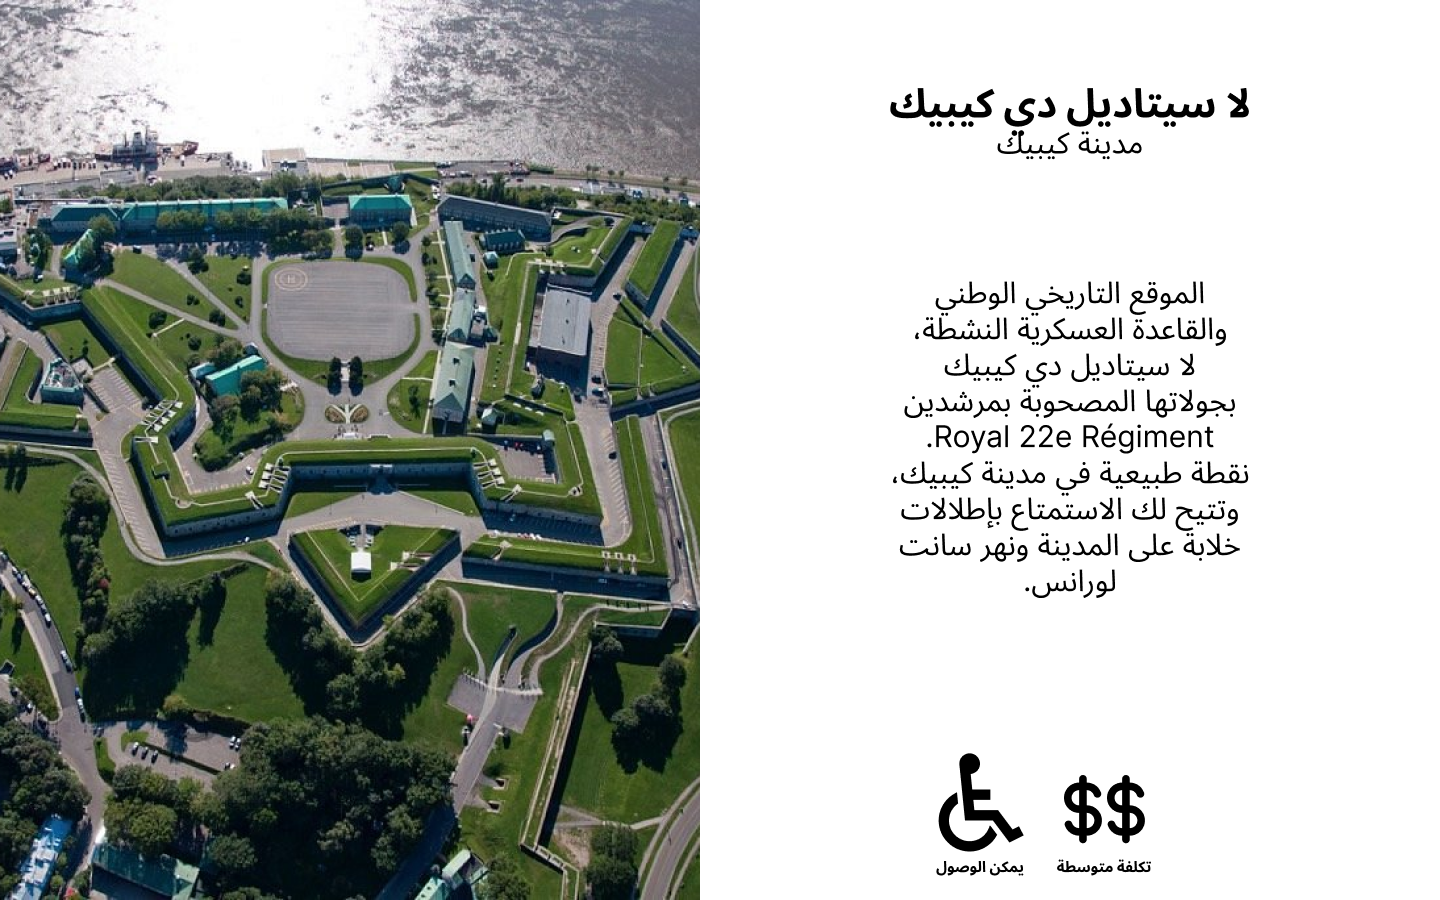 لا سيتاديل دي كيبيك
مدينة كيبيك
الموقع التاريخي الوطني
والقاعدة العسكرية النشطة،
لا سيتاديل دي كيبيك
بجولاتها المصحوبة بمرشدين
Royal 22e Régiment.
نقطة طبيعية في مدينة كيبيك،
وتتيح لك الاستمتاع بإطلالات
خلابة على المدينة ونهر سانت
لورانس.
$$
تكلفة متوسطة
يمكن الوصول